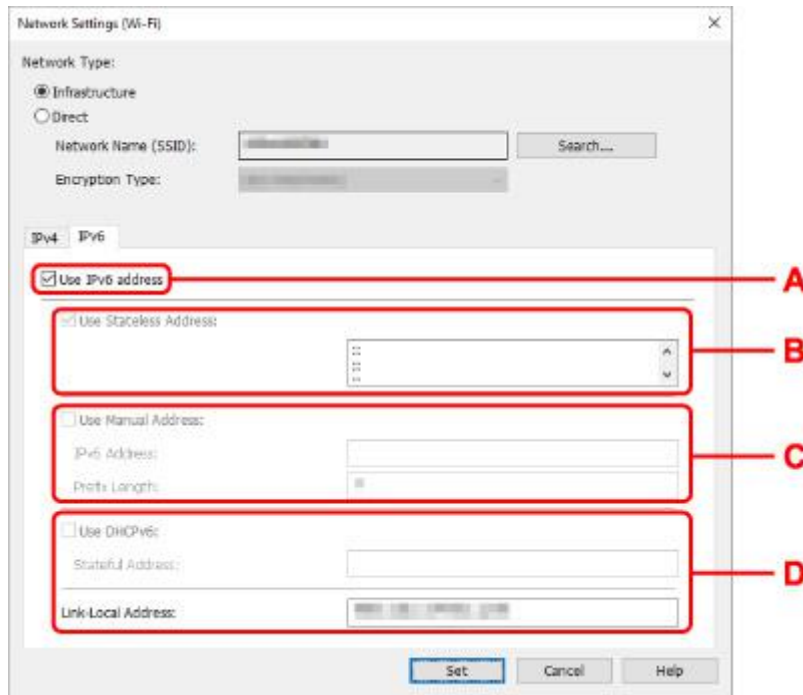 Network Settings (Wi-Fi)
Network Type:
Infrastructure
Direct
Network Name (SSID):
Search....
Encryption Type:
IPv4 IPv6
Use IPv6 address
A
Use Stateless Address:
::
::
::
B
Use Manual Address:
IPv6 Address:
Prefix Length:
C
Use DHCPv6:
Stateful Address:
D
Link-Local Address:
Set Cancel Help